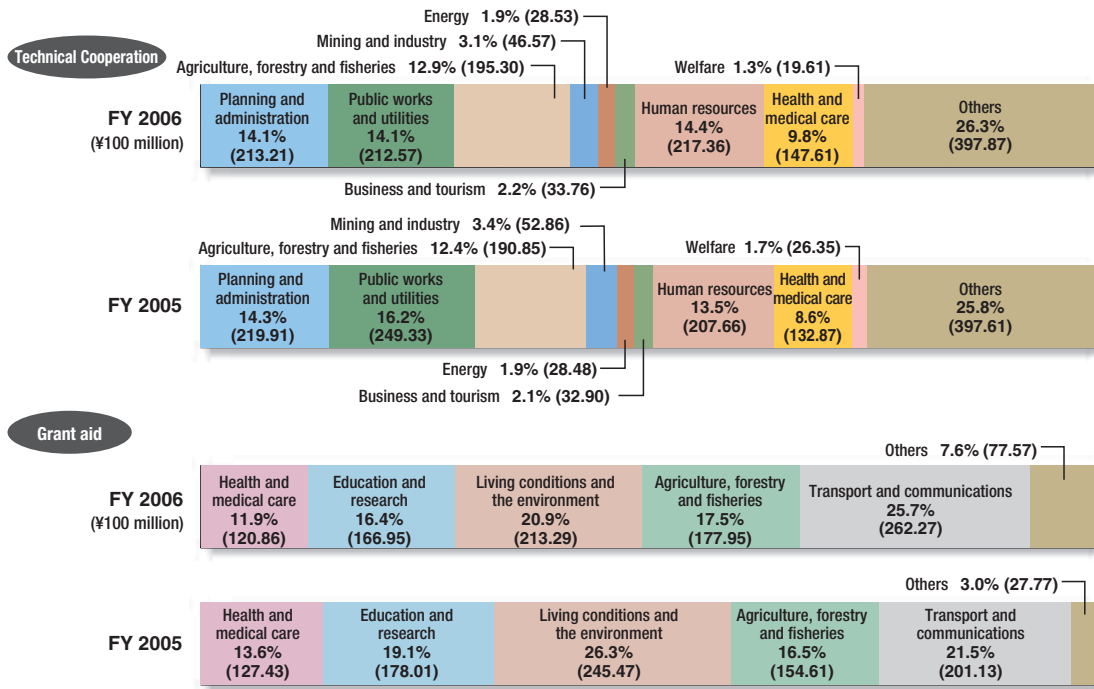 Technical Cooperation
Energy 1.9% (28.53)
Mining and industry 3.1% (46.57)
Agriculture, forestry and fisheries 12.9% (195.30)
Welfare 1.3% (19.61)
FY 2006
(¥100 million)
Planning and
administration
14.1%
(213.21)
Public works
and utilities
14.1%
(212.57)
Human resources
14.4%
(217.36)
Health and
medical care
9.8%
(147.61)
Others
26.3%
(397.87)
Business and tourism 2.2% (33.76)
Mining and industry 3.4% (52.86)
Agriculture, forestry and fisheries 12.4% (190.85)
Welfare 1.7% (26.35)
FY 2005
Planning and
administration
14.3%
(219.91)
Public works
and utilities
16.2%
(249.33)
Human resources
13.5%
(207.66)
Health and
medical care
8.6%
(132.87)
Others
25.8%
(397.61)
Energy 1.9% (28.48)
Business and tourism 2.1% (32.90)
Grant aid
Others 7.6% (77.57)
FY 2006
(¥100 million)
Health and
medical care
11.9%
(120.86)
Education and
research
16.4%
(166.95)
Living conditions and
the environment
20.9%
(213.29)
Agriculture, forestry
and fisheries
17.5%
(177.95)
Transport and communications
25.7%
(262.27)
Others 3.0% (27.77)
FY 2005
Health and
medical care
13.6%
(127.43)
Education and
research
19.1%
(178.01)
Living conditions and
the environment
26.3%
(245.47)
Agriculture, forestry
and fisheries
16.5%
(154.61)
Transport and
communications
21.5%
(201.13)